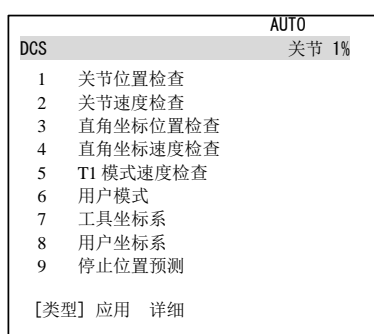 AUTO
DCS 关节 1%
1 关节位置检查
2 关节速度检查
3 直角坐标位置检查
4 直角坐标速度检查
5 T1 模式速度检查
6 用户模式
7 工具坐标系
8 用户坐标系
9 停止位置预测
[类型] 应用 详细